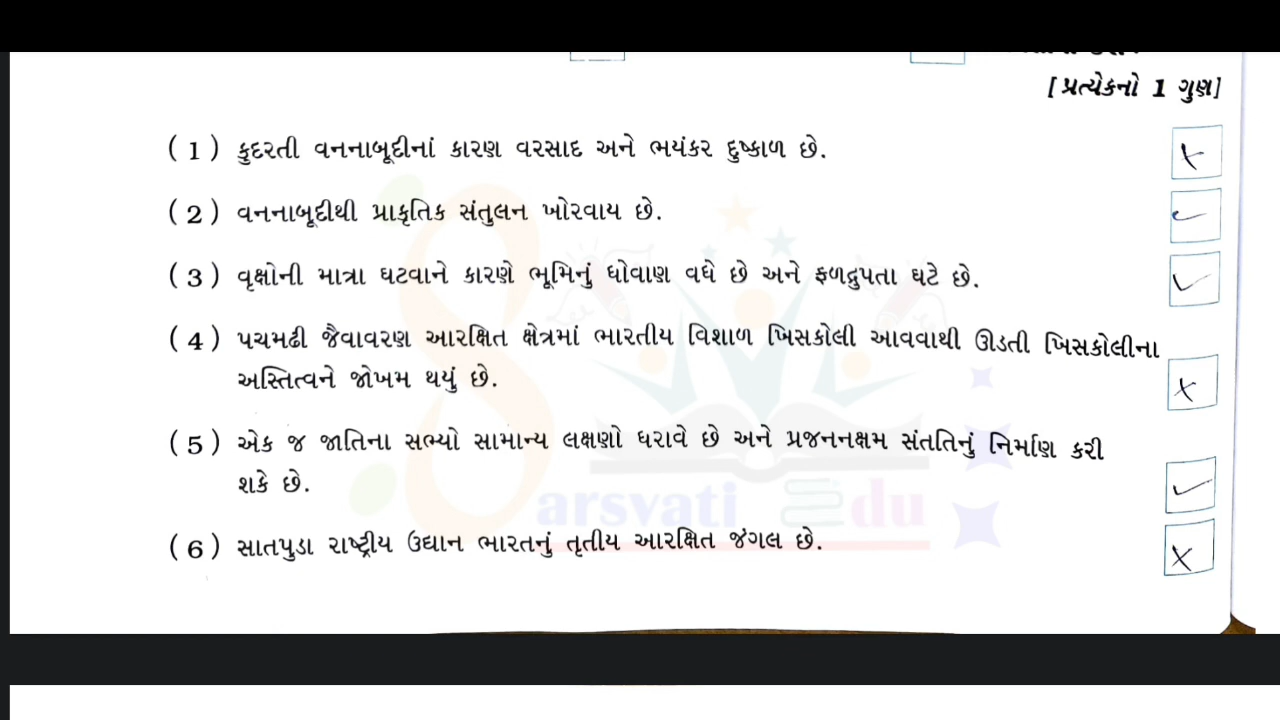 [પ્રત્યેકનો 1 ગુણ]
(1) કુદરતી વનનાબૂદીનાં કારણ વરસાદ અને ભયંકર દુષ્કાળ છે.
(2) વનનાબૂદીથી પ્રાકૃતિક સંતુલન ખોરવાય છે.
(3) વૃક્ષોની માત્રા ઘટવાને કારણે ભૂમિનું ધોવાણ વધે છે અને ફળદ્રુપતા ઘટે છે.
(4) પચમઢી જૈવાવરણ આરક્ષિત ક્ષેત્રમાં ભારતીય વિશાળ ખિસકોલી આવવાથી ઊડતી ખિસકોલીના
અસ્તિત્વને જોખમ થયું છે.
(5) એક જ જાતિના સભ્યો સામાન્ય લક્ષણો ધરાવે છે અને પ્રજનનક્ષમ સંતતિનું નિર્માણ કરી
શકે છે.
arsvati Edu
(6) સાતપુડા રાષ્ટ્રીય ઉદ્યાન ભારતનું તૃતીય આરક્ષિત જંગલ છે.